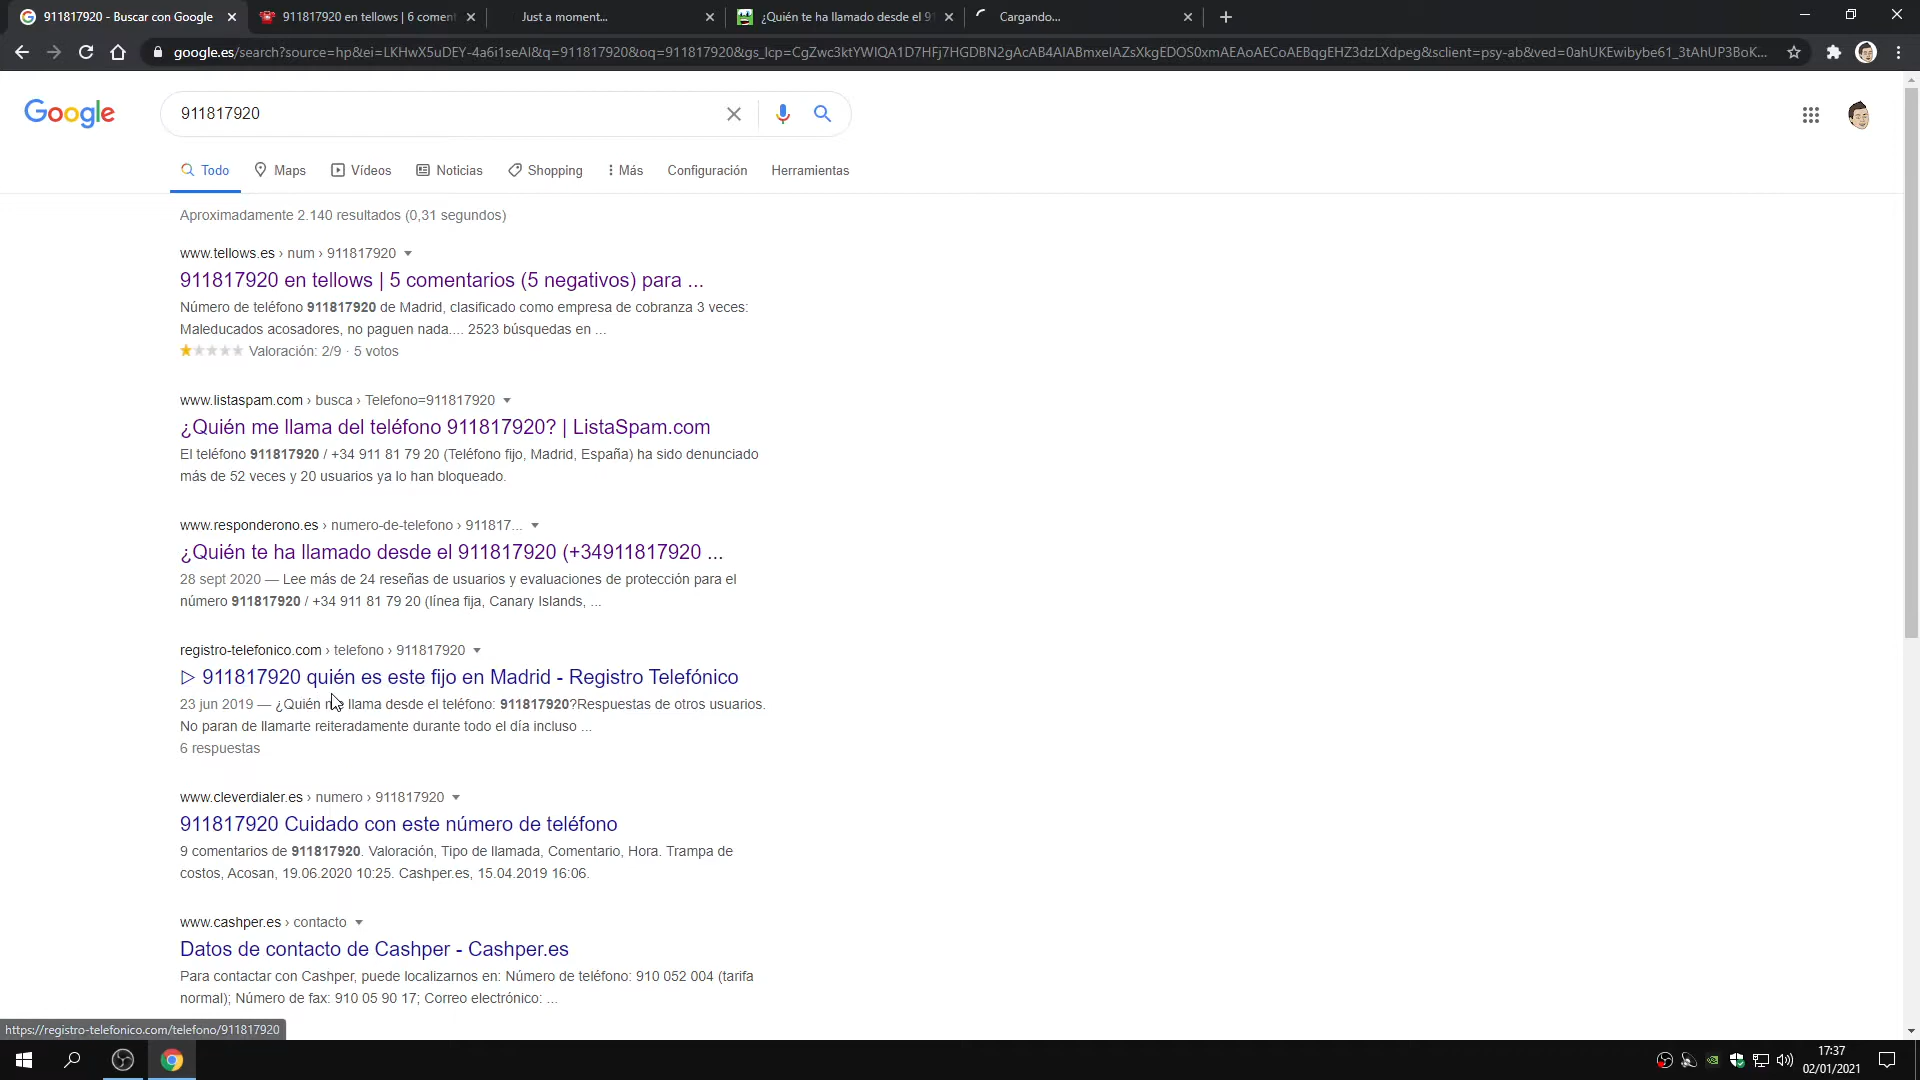 911817920 - Buscar con Google
911817920 en tellows | 6 coment
Just a moment...
¿Quién te ha llamado desde el 91
Cargando...
google.es/search?source=hp&ei=LKHwX5uDEY-4a6i1seAI&q=911817920&oq=911817920&gs_lcp=CgZwc3ktYWIQA1D7HFj7HGDBN2gAcAB4AIABmxeIAZsXkgEDOS0xmAEAoAECoAEBqgEHZ3dzLXdpeg&sclient=psy-ab&ved=0ahUKEwibybe61_3tAhUP3BoK...
Google
911817920
Todo
Maps
Vídeos
Noticias
Shopping
Más
Configuración
Herramientas
Aproximadamente 2.140 resultados (0,31 segundos)
www.tellows.es › num › 911817920
911817920 en tellows | 5 comentarios (5 negativos) para ...
Número de teléfono 911817920 de Madrid, clasificado como empresa de cobranza 3 veces:
Maleducados acosadores, no paguen nada.... 2523 búsquedas en ...
Valoración: 2/9 · 5 votos
www.listaspam.com › busca › Telefono=911817920
¿Quién me llama del teléfono 911817920? | ListaSpam.com
El teléfono 911817920 / +34 911 81 79 20 (Teléfono fijo, Madrid, España) ha sido denunciado
más de 52 veces y 20 usuarios ya lo han bloqueado.
www.responderono.es › numero-de-telefono › 911817...
¿Quién te ha llamado desde el 911817920 (+34911817920 ...
28 sept 2020 — Lee más de 24 reseñas de usuarios y evaluaciones de protección para el
número 911817920 / +34 911 81 79 20 (línea fija, Canary Islands, ...
registro-telefonico.com › telefono › 911817920
▷ 911817920 quién es este fijo en Madrid - Registro Telefónico
23 jun 2019 — ¿Quién me llama desde el teléfono: 911817920?Respuestas de otros usuarios.
No paran de llamarte reiteradamente durante todo el día incluso ...
6 respuestas
www.cleverdialer.es › numero › 911817920
911817920 Cuidado con este número de teléfono
9 comentarios de 911817920. Valoración, Tipo de llamada, Comentario, Hora. Trampa de
costos, Acosan, 19.06.2020 10:25. Cashper.es, 15.04.2019 16:06.
www.cashper.es › contacto
Datos de contacto de Cashper - Cashper.es
Para contactar con Cashper, puede localizarnos en: Número de teléfono: 910 052 004 (tarifa
normal); Número de fax: 910 05 90 17; Correo electrónico: ...
https://registro-telefonico.com/telefono/911817920
17:37
02/01/2021